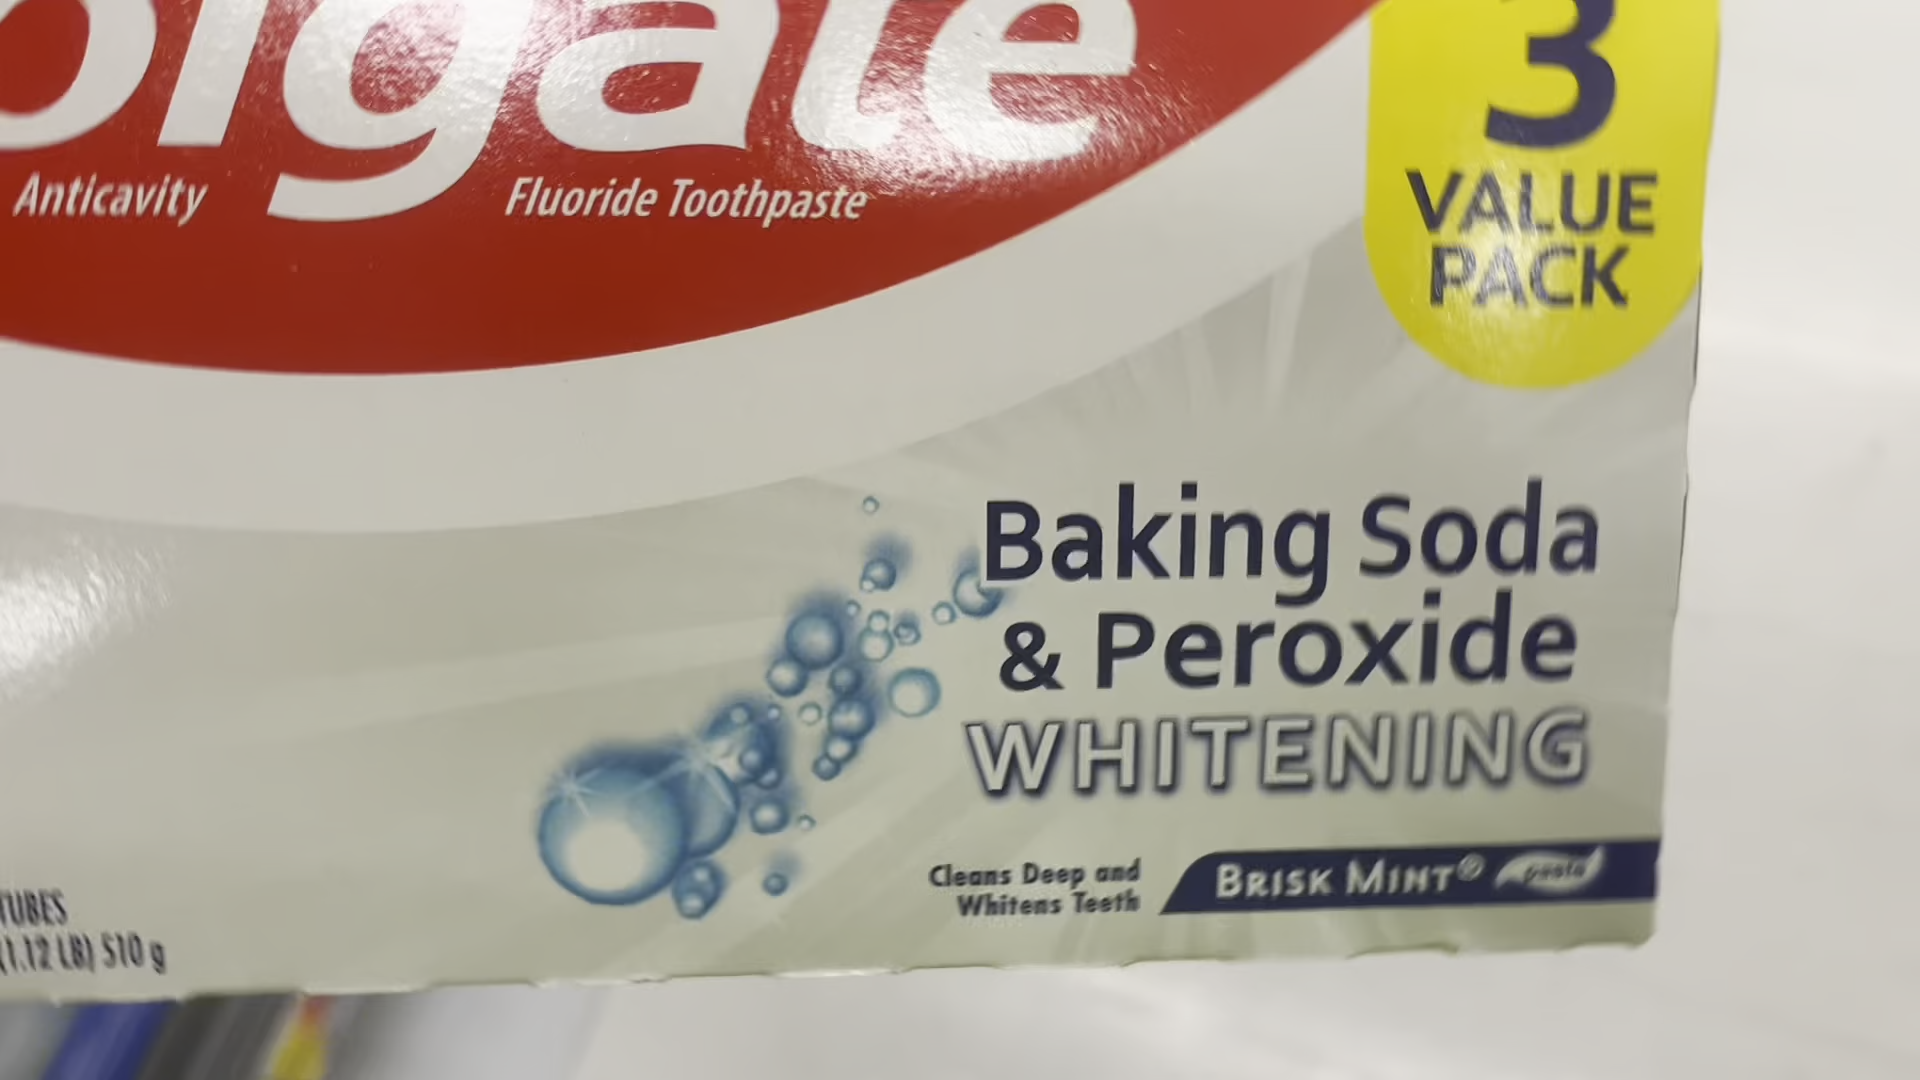 olgate
Anticavity Fluoride Toothpaste
3
VALUE
PACK
Baking Soda
& Peroxide
WHITENING
Cleans Deep and
Whitens Teeth
BRISK MINT® paste
TUBES
(1.12 LB) 510 g